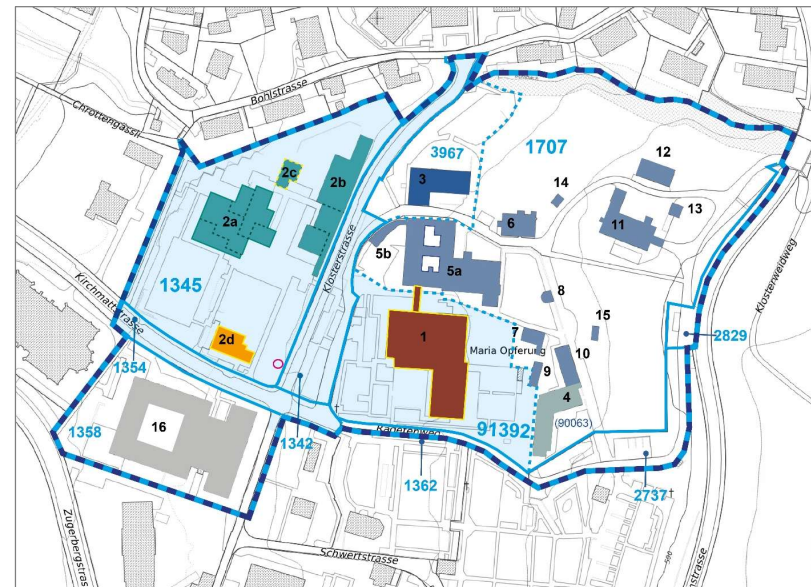 Bohlstrasse
Chrottengässli
3967
1707
12
2c
2b
3
14
13
2a
6
11
Klosterstrasse
5b
5a
1345
Kirchmattstrasse
8
Klosterweidweg
15
1
7
2829
2d
Maria Opferung
10
1354
9
4
16
91392
(90063)
1358
1342
1362
2737
Schwertstrasse
500